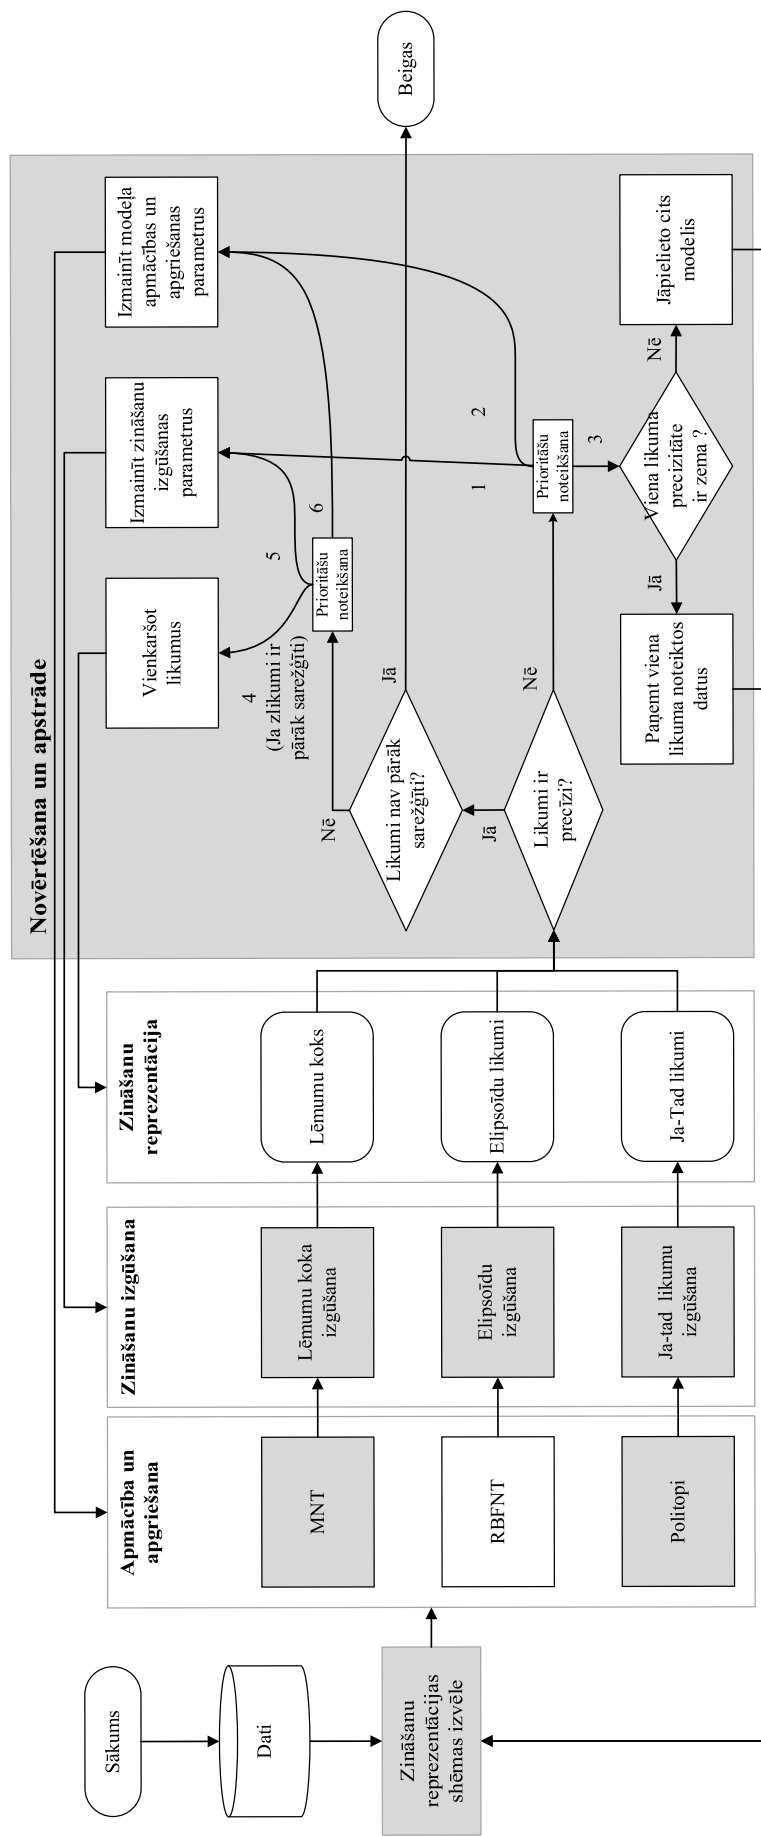 Sākums
Dati
Zināšanu
reprezentācijas
shēmas izvēle
Apmācība un
apgriešana
MNT
RBFNT
Politopi
Zināšanu izgūšana
Lēmumu koka
izgūšana
Elipsoīdu
izgūšana
Ja-tad likumu
izgūšana
Zināšanu
reprezentācija
Lēmumu koks
Elipsoīdu likumi
Ja-Tad likumi
Novērtēšana un apstrāde
Vienkaršot
likumus
Izmainīt zināšanu
izgūšanas
parametrus
Izmainīt modeļa
apmācības un
apgriešanas
parametrus
4
(Ja zlikumi ir
pārāk sarežģīti)
5
6
Prioritāšu
noteikšana
Nē
Likumi nav pārāk
sarežģīti?
Jā
Jā
Likumi ir
precīzi?
Nē
1
2
Prioritāšu
noteikšana
3
Paņemt viena
likuma noteiktos
datus
Jā
Viena likuma
precizitāte
ir zema ?
Nē
Jāpielieto cits
modelis
Beigas